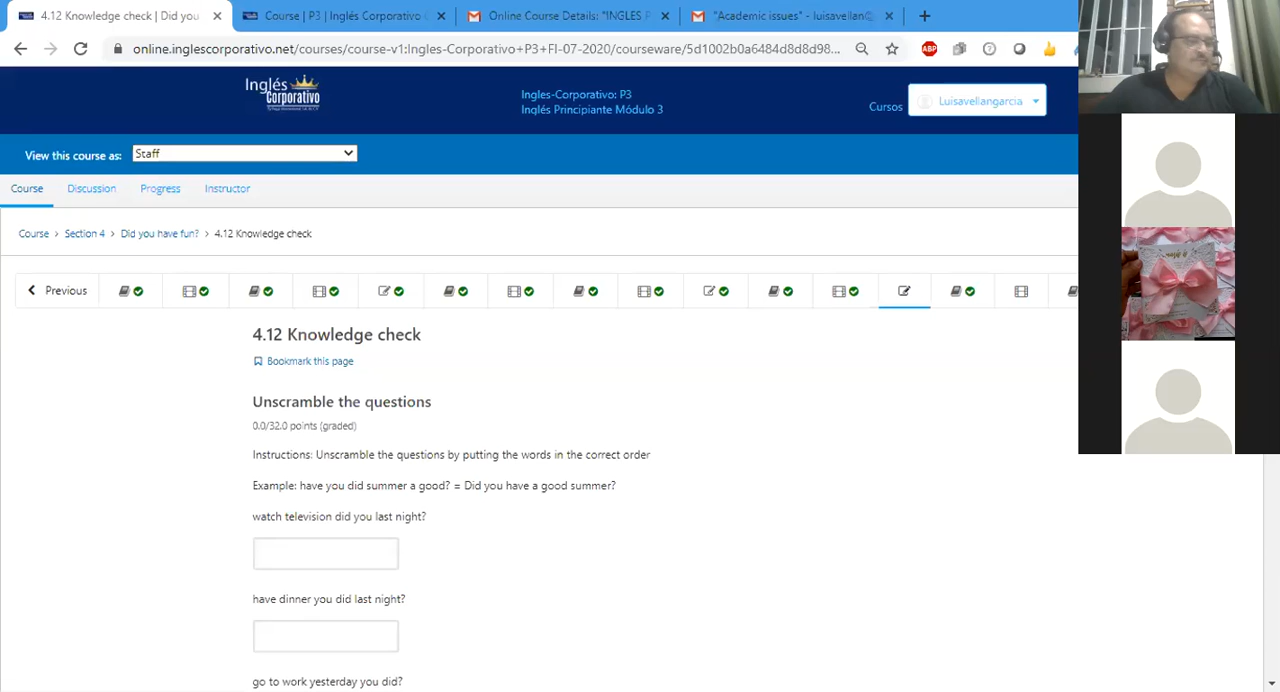 4.12 Knowledge check | Did you
Course | P3 | Inglés Corporativo
Online Course Details: "INGLES P
"Academic issues" - luisavellan@
online.inglescorporativo.net/courses/course-v1:Ingles-Corporativo+P3+FI-07-2020/courseware/5d1002b0a6484d8d8d98...
ABP
Inglés
Corporativo
Ingles-Corporativo: P3
Inglés Principiante Módulo 3
Cursos
Luisavellangarcia
View this course as:
Staff
Course
Discussion
Progress
Instructor
Course > Section 4 > Did you have fun? > 4.12 Knowledge check
Previous
4.12 Knowledge check
Bookmark this page
Unscramble the questions
0.0/32.0 points (graded)
Instructions: Unscramble the questions by putting the words in the correct order
Example: have you did summer a good? = Did you have a good summer?
watch television did you last night?
have dinner you did last night?
go to work yesterday you did?